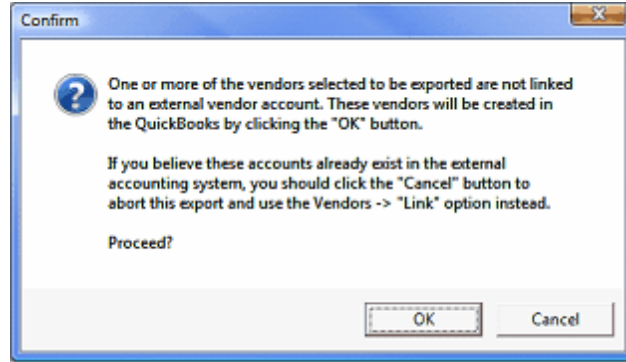 Confirm
One or more of the vendors selected to be exported are not linked
to an external vendor account. These vendors will be created in
the QuickBooks by clicking the "OK" button.
If you believe these accounts already exist in the external
accounting system, you should click the "Cancel" button to
abort this export and use the Vendors -> "Link" option instead.
Proceed?
OK
Cancel